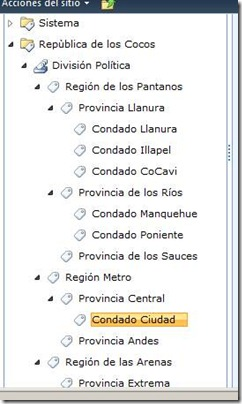 Acciones del sitio
Sistema
Repùblica de los Cocos
División Política
Región de los Pantanos
Provincia Llanura
Condado Llanura
Condado Illapel
Condado CoCavi
Provincia de los Ríos
Condado Manquehue
Condado Poniente
Provincia de los Sauces
Región Metro
Provincia Central
Condado Ciudad
Provincia Andes
Región de las Arenas
Provincia Extrema